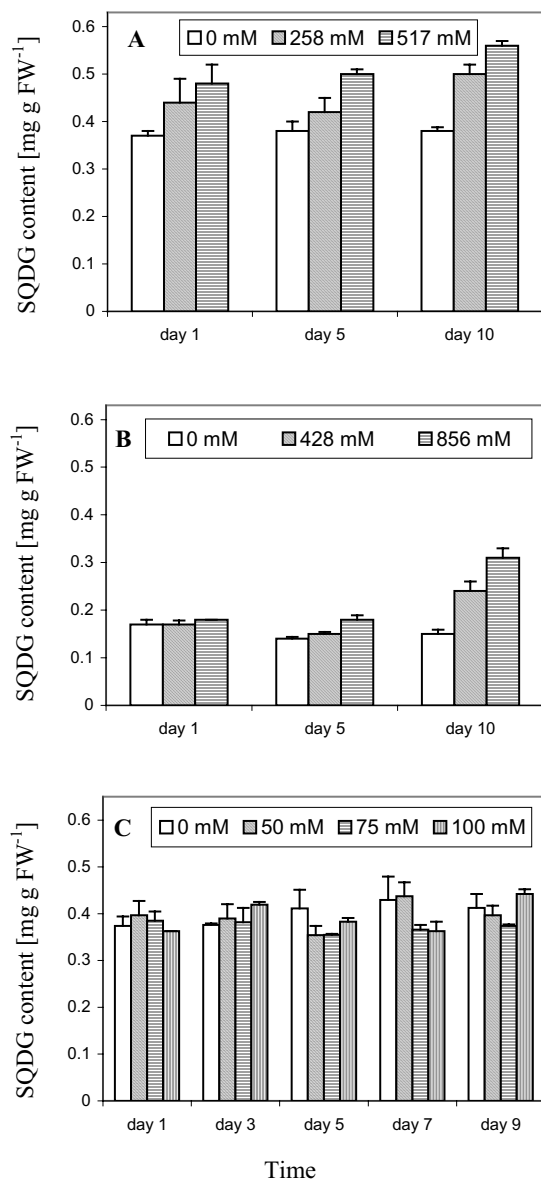 A
0 mM 258 mM 517 mM
0.6
0.5
0.4
0.3
0.2
0.1
0
SQDG content [mg g FW⁻¹]
day 1 day 5 day 10
B
0 mM 428 mM 856 mM
0.6
0.5
0.4
0.3
0.2
0.1
0
SQDG content [mg g FW⁻¹]
day 1 day 5 day 10
C
0 mM 50 mM 75 mM 100 mM
0.6
0.5
0.4
0.3
0.2
0.1
0
SQDG content [mg g FW⁻¹]
day 1 day 3 day 5 day 7 day 9
Time